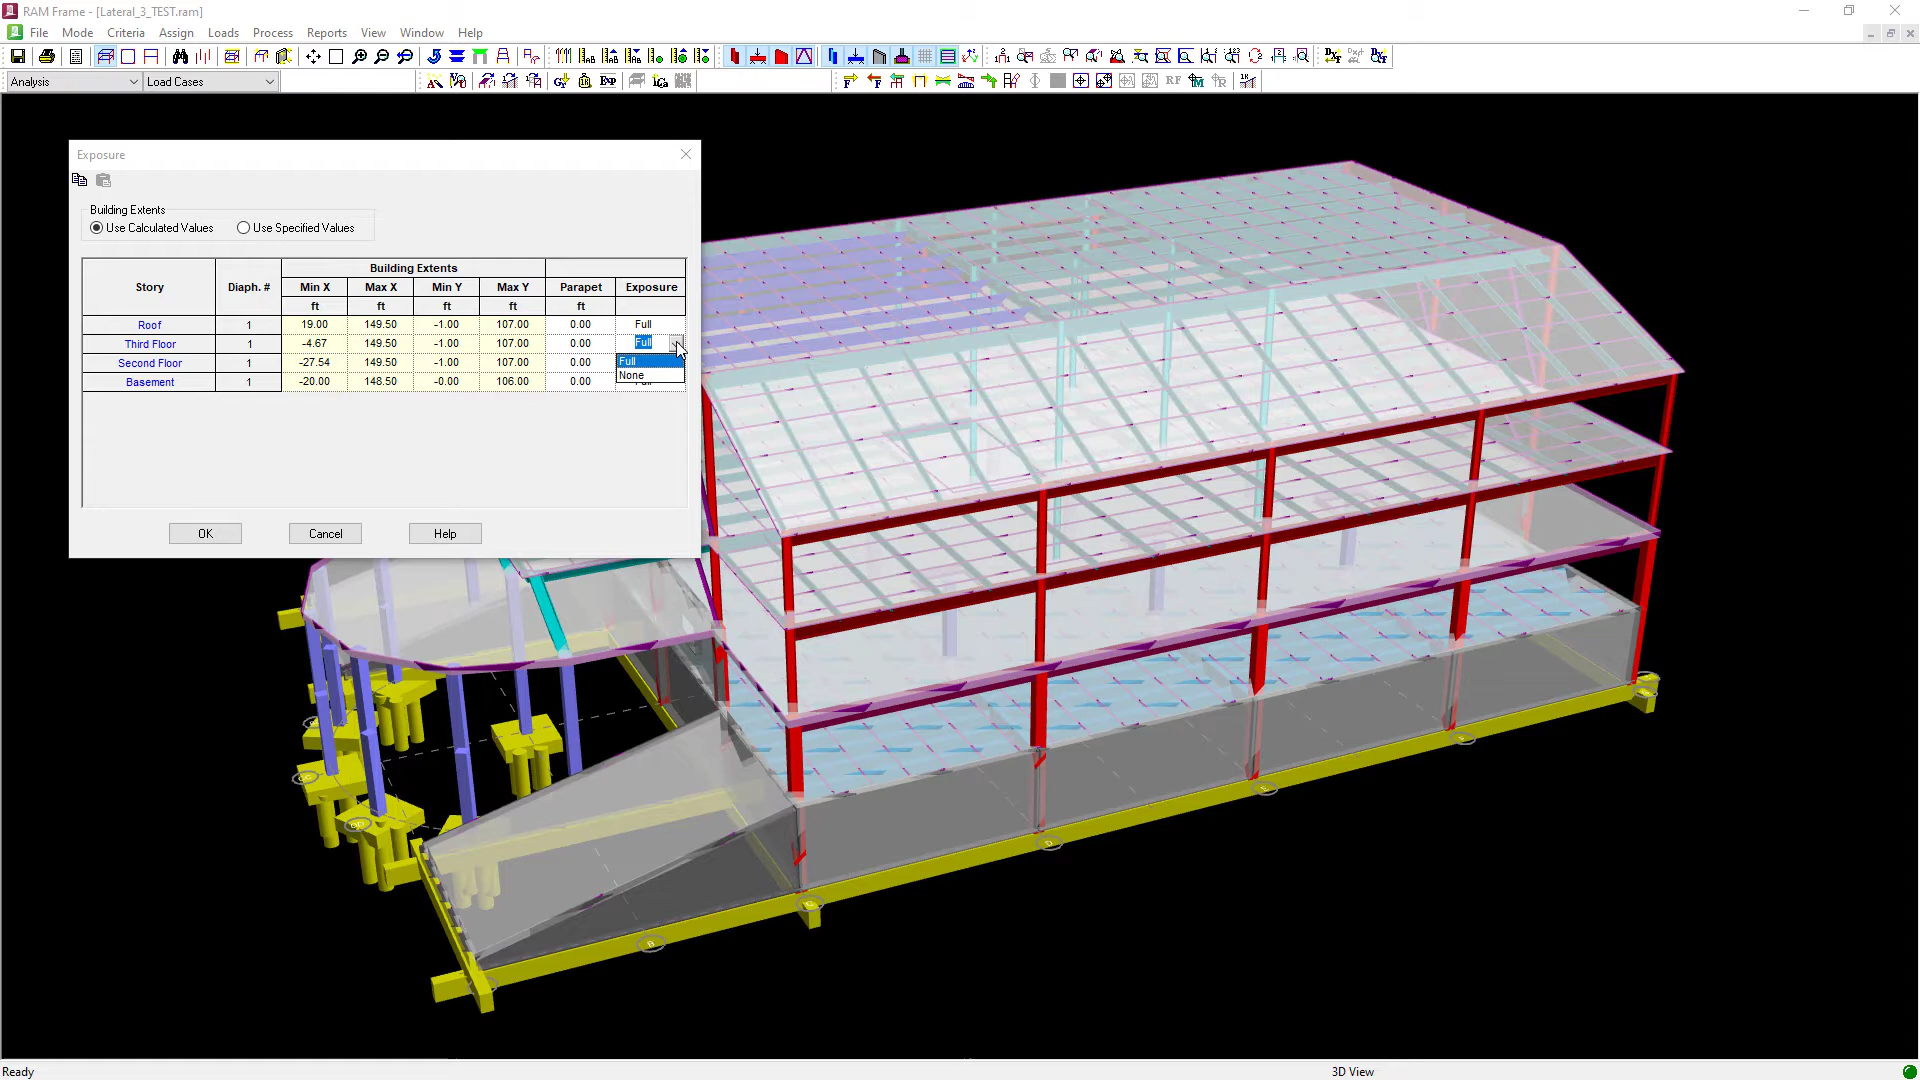 RAM Frame - [Lateral_3_TEST.ram]
File Mode Criteria Assign Loads Process Reports View Window Help
Analysis Load Cases
Exposure
Building Extents
Use Calculated Values Use Specified Values
Building Extents
Story Diaph. # Min X Max X Min Y Max Y Parapet Exposure
ft ft ft ft ft
Roof 1 19.00 149.50 -1.00 107.00 0.00 Full
Third Floor 1 -4.67 149.50 -1.00 107.00 0.00 Full
Second Floor 1 -27.54 149.50 -1.00 107.00 0.00 Full
Basement 1 -20.00 148.50 -0.00 106.00 0.00 None
OK Cancel Help
B
Ready 3D View